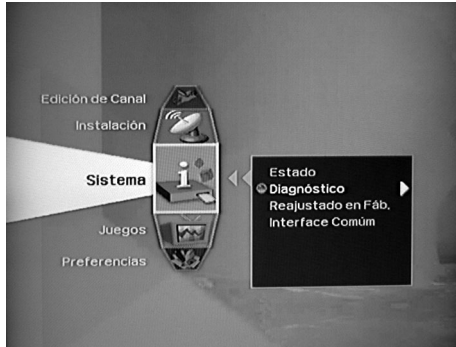 Edición de Canal
Instalación
Sistema
Juegos
Preferencias
Estado
Diagnóstico
Reajustado en Fáb.
Interface Comúm